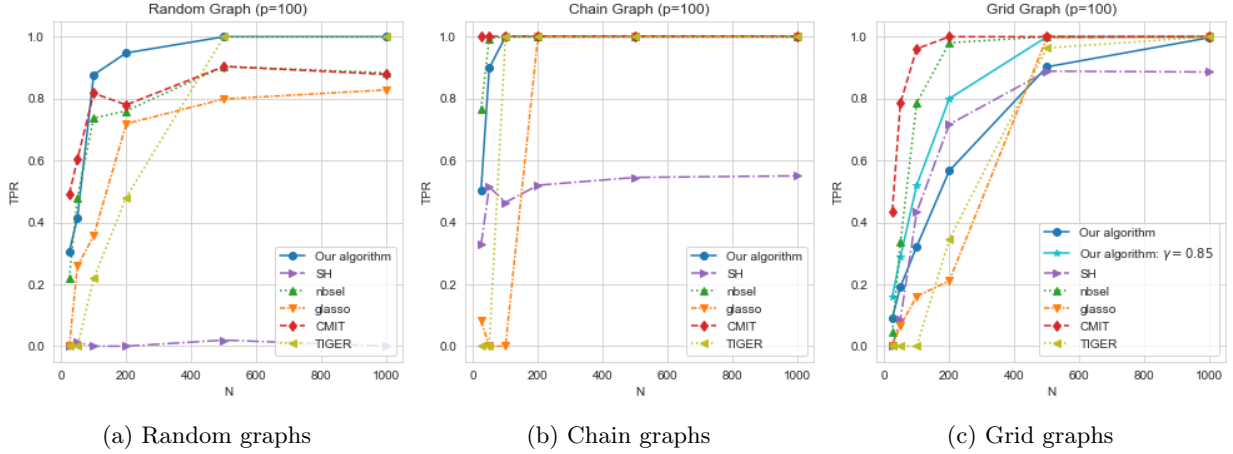 Random Graph (p=100)
TPR
1.0
0.8
0.6
0.4
0.2
0.0
Our algorithm
SH
nbsel
glasso
CMIT
TIGER
0 200 400 600 800 1000
N
(a) Random graphs
Chain Graph (p=100)
TPR
1.0
0.8
0.6
0.4
0.2
0.0
Our algorithm
SH
nbsel
glasso
CMIT
TIGER
0 200 400 600 800 1000
N
(b) Chain graphs
Grid Graph (p=100)
TPR
1.0
0.8
0.6
0.4
0.2
0.0
Our algorithm
Our algorithm: γ = 0.85
SH
nbsel
glasso
CMIT
TIGER
0 200 400 600 800 1000
N
(c) Grid graphs